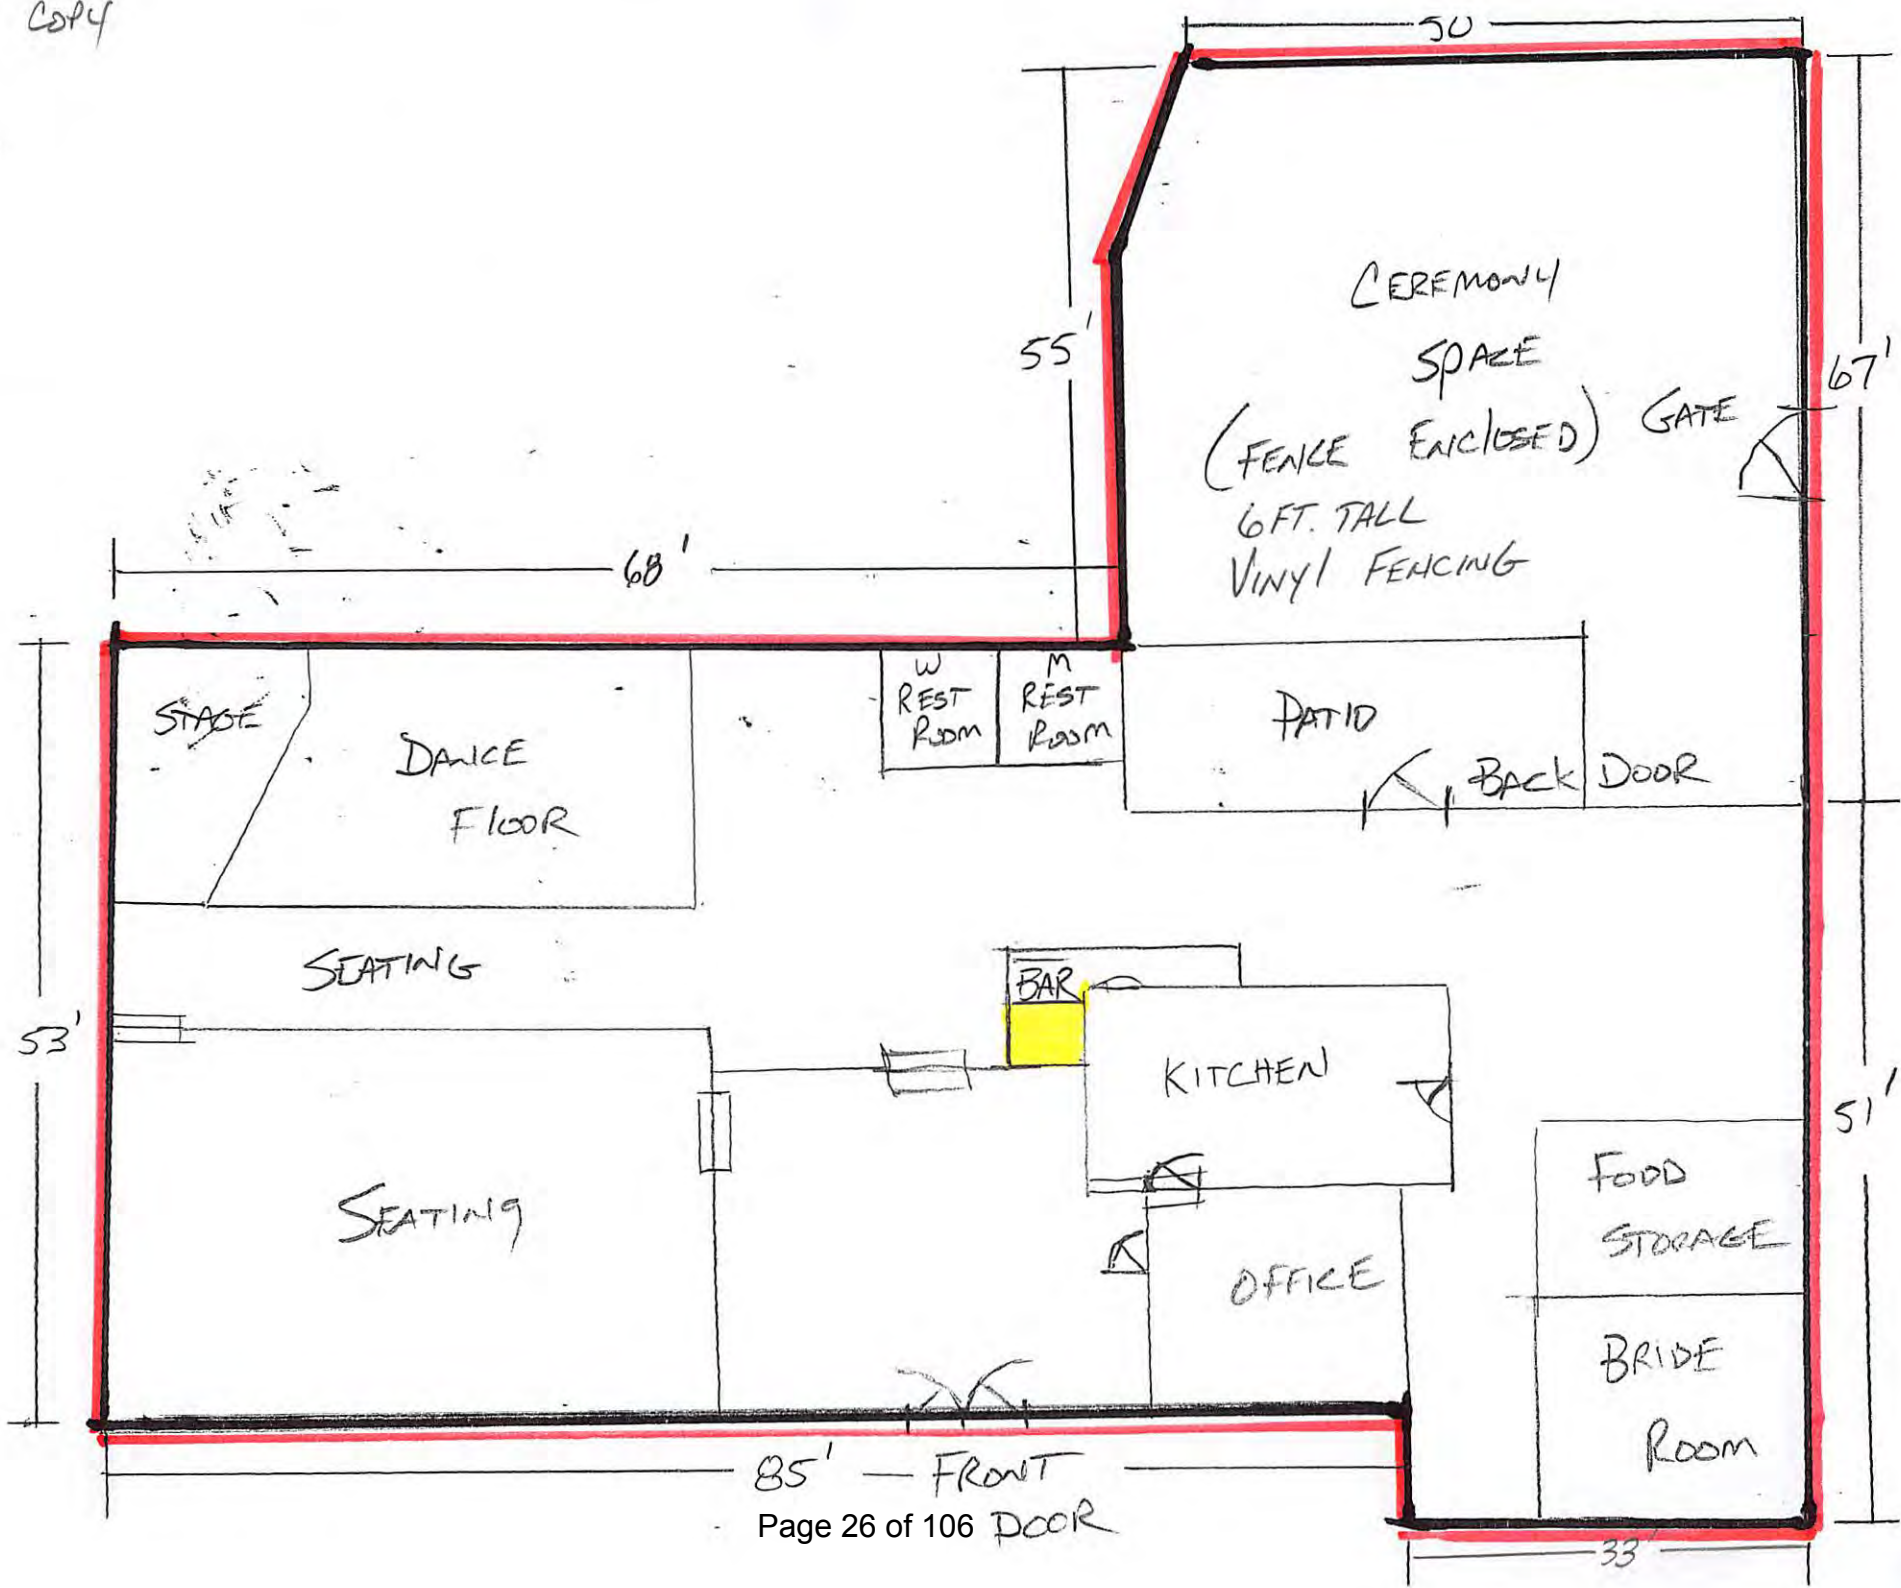 COPY
50
CEREMONY
SPACE
(FENCE ENCLOSED)
6FT. TALL
VINYL FENCING
GATE
67'
55'
68'
STAGE
DANCE
FLOOR
W
REST
ROOM
M
REST
ROOM
PATIO
BACK DOOR
SEATING
BAR
53'
KITCHEN
51'
SEATING
FOOD
STORAGE
OFFICE
BRIDE
ROOM
85' — FRONT
DOOR
Page 26 of 106
33'